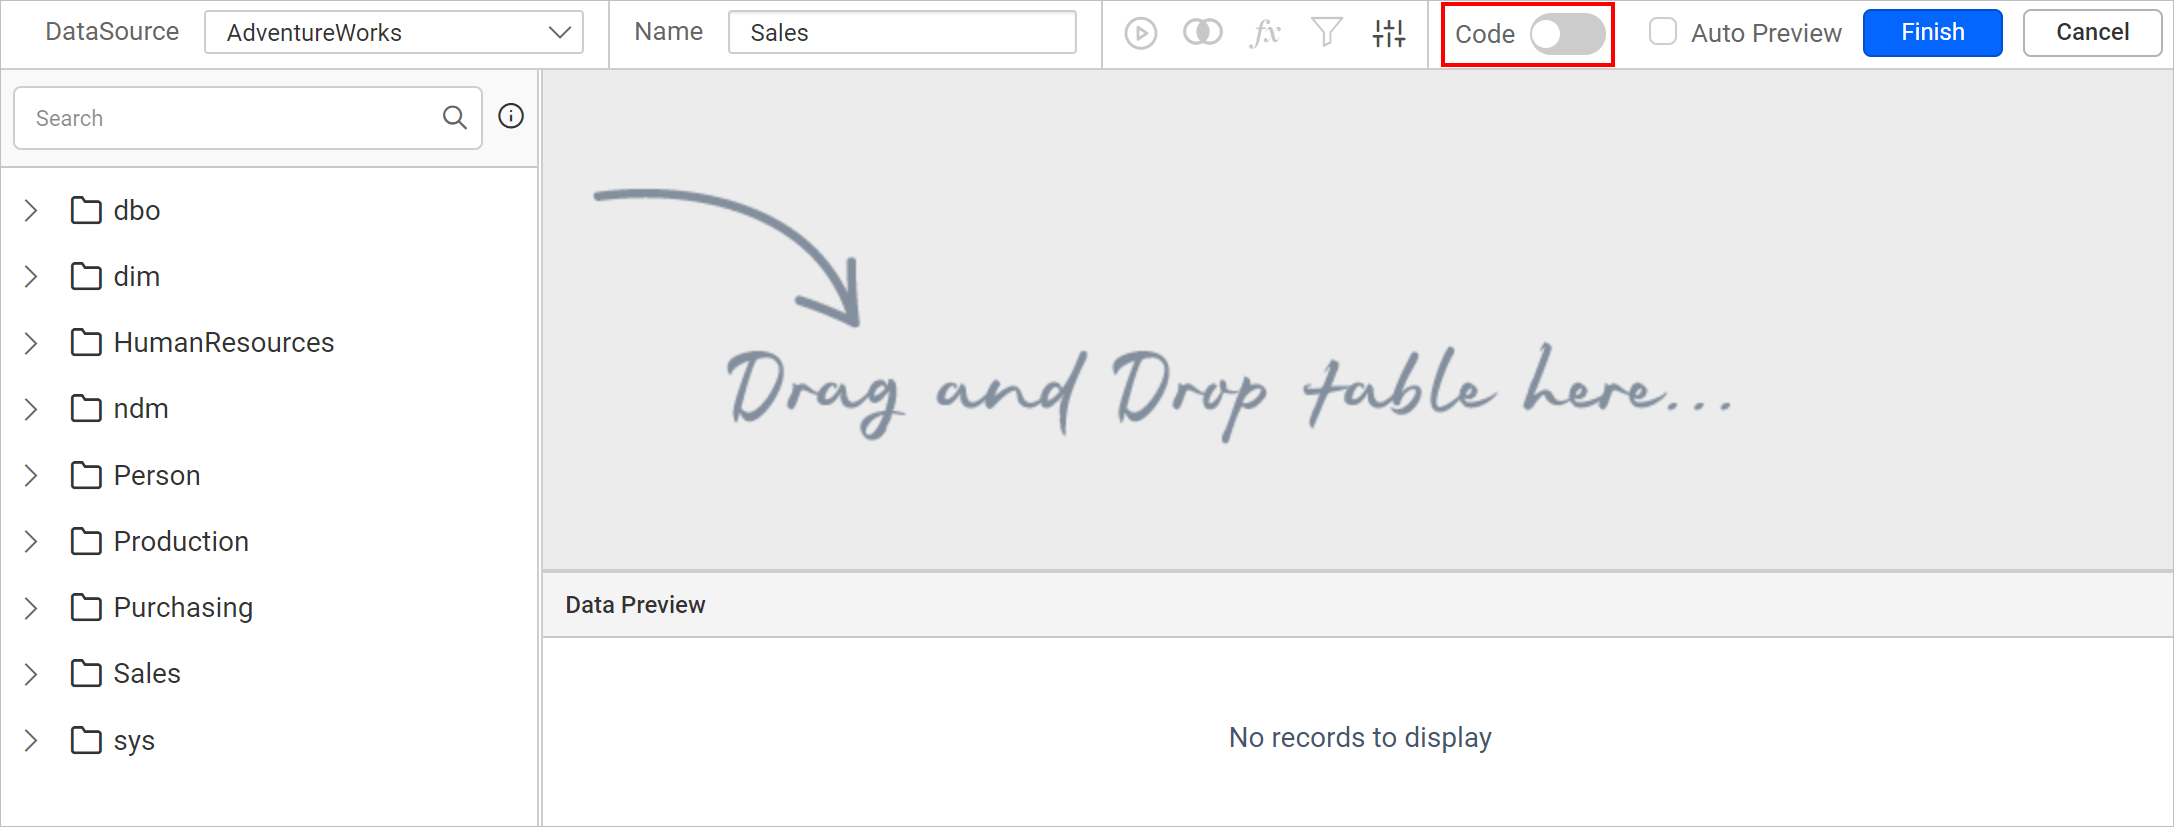 DataSource AdventureWorks Name Sales fx Code Auto Preview Finish Cancel
Search
dbo
dim
HumanResources
ndm
Person
Production
Purchasing
Sales
sys
Drag and Drop table here...
Data Preview
No records to display